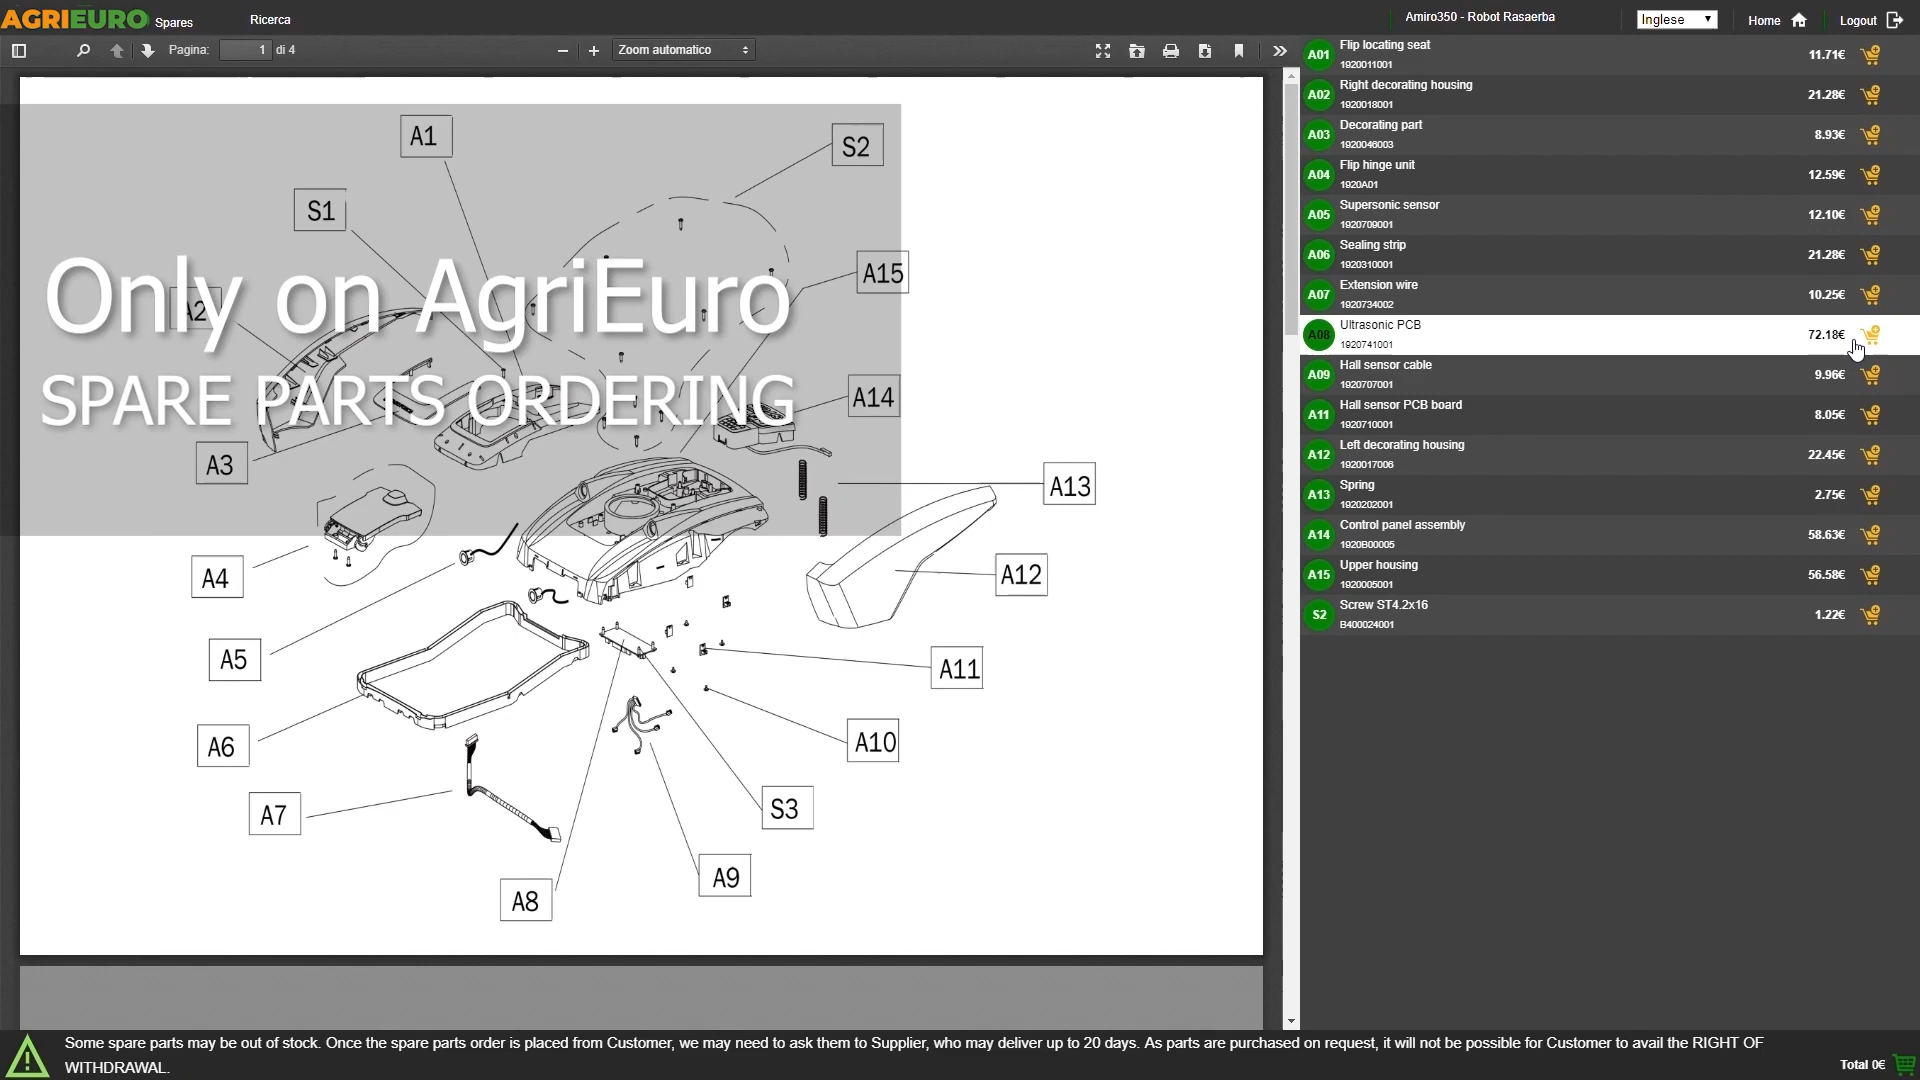 AGRIEURO Spares
Ricerca
Amiro350 - Robot Rasaerba
Inglese
Home
Logout
Pagina:
1
di 4
Zoom automatico
A1
S2
S1
A15
A2
Only on AgriEuro
SPARE PARTS ORDERING
A14
A3
A13
A4
A12
A5
A11
A6
A10
A7
S3
A9
A8
A01
Flip locating seat
1920011001
11.71€
A02
Right decorating housing
1920018001
21.28€
A03
Decorating part
1920046003
8.93€
A04
Flip hinge unit
1920A01
12.59€
A05
Supersonic sensor
1920709001
12.10€
A06
Sealing strip
1920310001
21.28€
A07
Extension wire
1920734002
10.25€
A08
Ultrasonic PCB
1920741001
72.18€
A09
Hall sensor cable
1920707001
9.96€
A11
Hall sensor PCB board
1920710001
8.05€
A12
Left decorating housing
1920017006
22.45€
A13
Spring
1920202001
2.75€
A14
Control panel assembly
1920B00005
58.63€
A15
Upper housing
1920005001
56.58€
S2
Screw ST4.2x16
B400024001
1.22€
Some spare parts may be out of stock. Once the spare parts order is placed from Customer, we may need to ask them to Supplier, who may deliver up to 20 days. As parts are purchased on request, it will not be possible for Customer to avail the RIGHT OF
WITHDRAWAL.
Total 0€